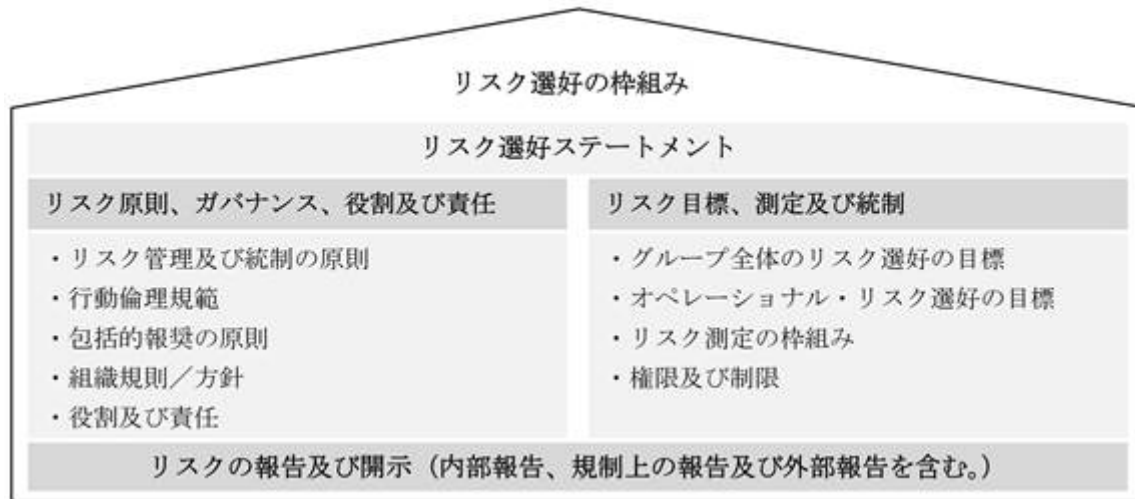 リスク選好の枠組み
リスク選好ステートメント
リスク原則、ガバナンス、役割及び責任
・リスク管理及び統制の原則
・行動倫理規範
・包括的報奨の原則
・組織規則／方針
・役割及び責任
リスク目標、測定及び統制
・グループ全体のリスク選好の目標
・オペレーショナル・リスク選好の目標
・リスク測定の枠組み
・権限及び制限
リスクの報告及び開示（内部報告、規制上の報告及び外部報告を含む。）